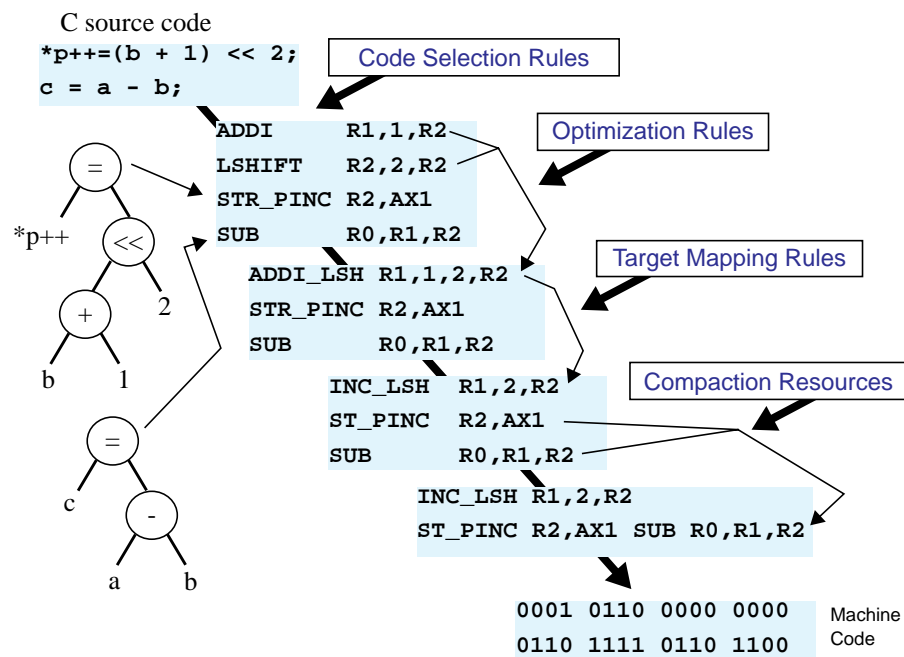 C source code
*p++=(b + 1) << 2;
c = a - b;
Code Selection Rules
ADDI R1,1,R2
LSHIFT R2,2,R2
STR_PINC R2,AX1
SUB R0,R1,R2
Optimization Rules
=
*p++
<<
+
2
b 1
ADDI_LSH R1,1,2,R2
STR_PINC R2,AX1
SUB R0,R1,R2
Target Mapping Rules
INC_LSH R1,2,R2
ST_PINC R2,AX1
SUB R0,R1,R2
Compaction Resources
=
c
-
a b
INC_LSH R1,2,R2
ST_PINC R2,AX1 SUB R0,R1,R2
0001 0110 0000 0000
0110 1111 0110 1100
Machine
Code